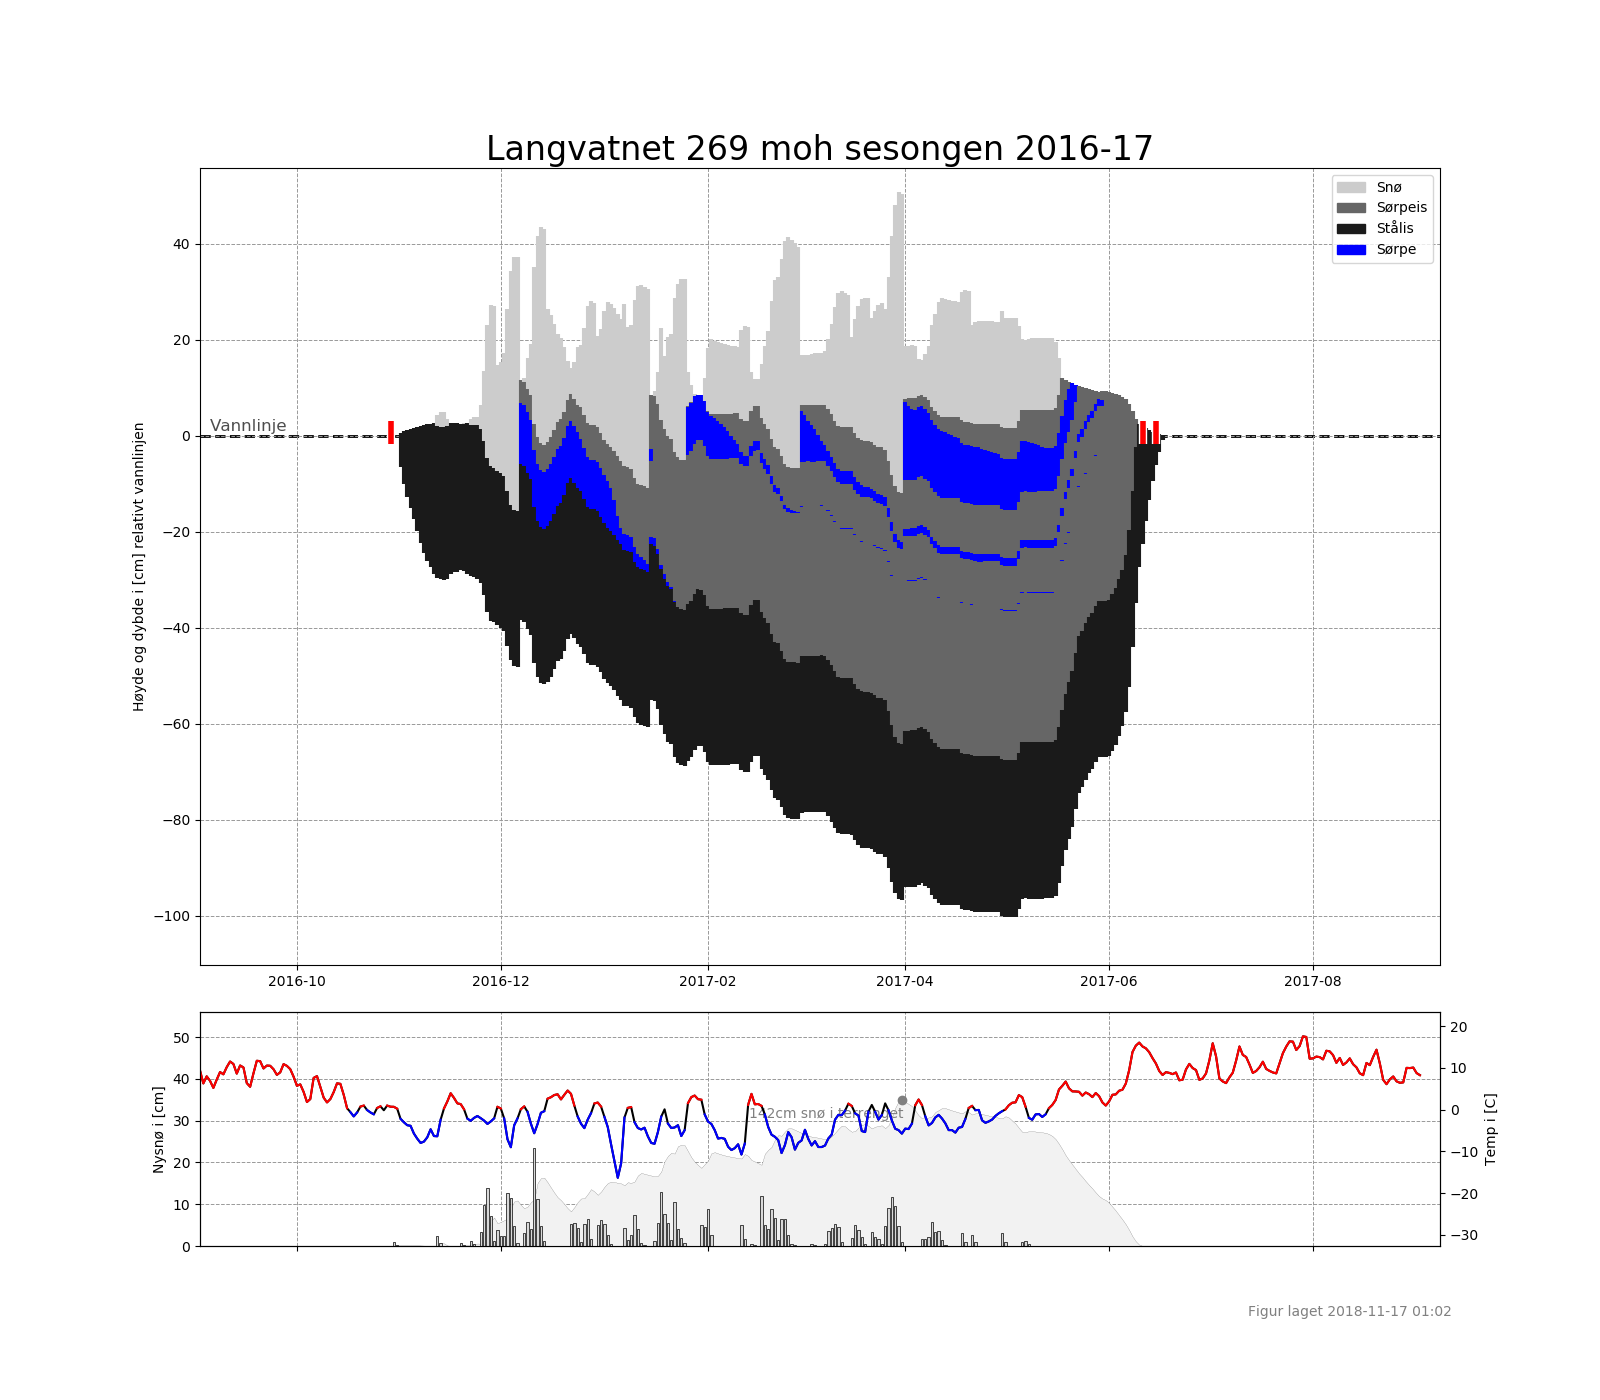 Langvatnet 269 moh sesongen 2016-17
Snø
Sørpeis
Stålis
Sørpe
Vannlinje
Høyde og dybde i [cm] relativt vannlinjen
40
20
0
−20
−40
−60
−80
−100
2016-10
2016-12
2017-02
2017-04
2017-06
2017-08
Nysnø i [cm]
50
40
30
20
10
0
142cm snø i terrenget
20
10
0
−10
−20
−30
Temp i [C]
Figur laget 2018-11-17 01:02